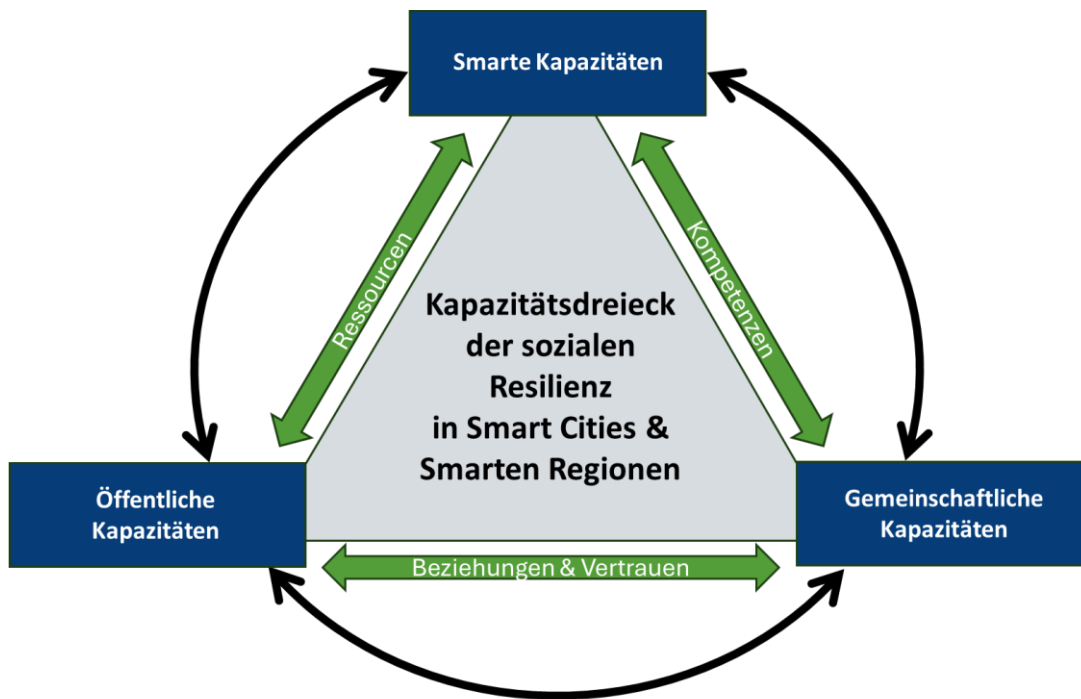 Smarte Kapazitäten
Ressourcen
Kompetenzen
Kapazitätsdreieck
der sozialen
Resilienz
in Smart Cities &
Smarten Regionen
Öffentliche
Kapazitäten
Gemeinschaftliche
Kapazitäten
Beziehungen & Vertrauen